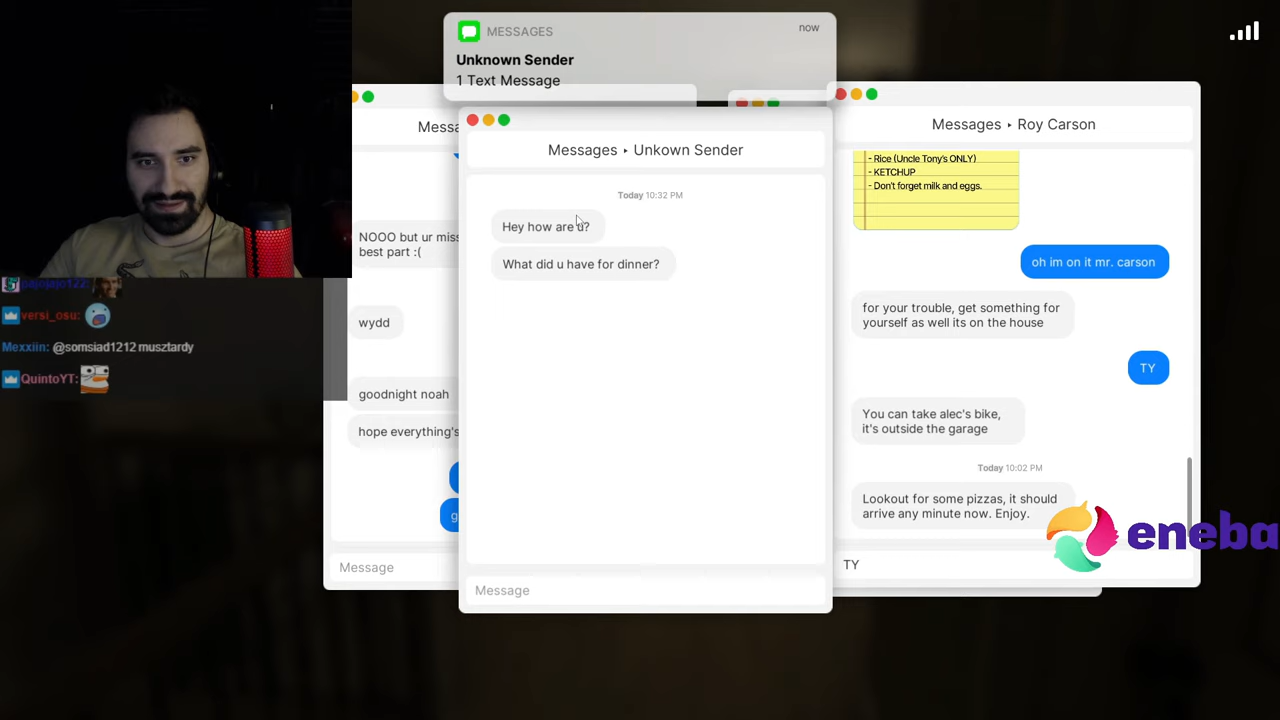 MESSAGES
now
Unknown Sender
1 Text Message
Messa
NOOO but ur miss
best part :(
wydd
goodnight noah
hope everything's
g
Message
Messages ▸ Unkown Sender
Today 10:32 PM
Hey how are u?
What did u have for dinner?
Message
Messages ▸ Roy Carson
- Rice (Uncle Tony's ONLY)
- KETCHUP
- Don't forget milk and eggs.
oh im on it mr. carson
for your trouble, get something for
yourself as well its on the house
TY
You can take alec's bike,
it's outside the garage
Today 10:02 PM
Lookout for some pizzas, it should
arrive any minute now. Enjoy.
TY
eneba
pajojajo122:
versi_osu:
Mexxiin: @somsiad1212 musztardy
QuintoYT: